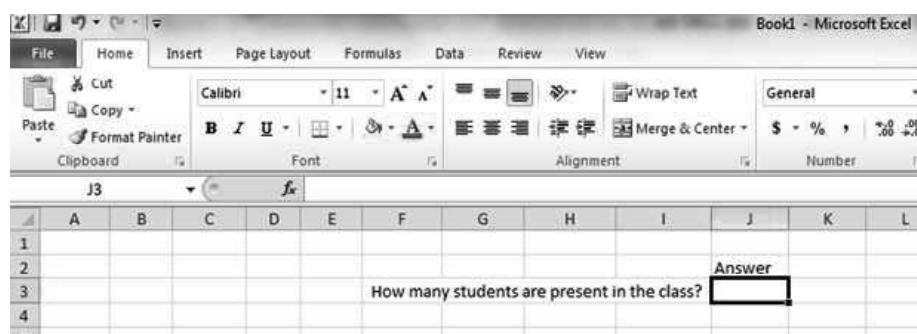 Book1 - Microsoft Excel
File Home Insert Page Layout Formulas Data Review View
Cut
Copy
Format Painter
Paste
Clipboard
Calibri 11 A A
B I U A
Font
Wrap Text
Merge & Center
Alignment
General
$ % , .00
Number
J3 fx
A B C D E F G H I J K L
1
2 Answer
3 How many students are present in the class?
4